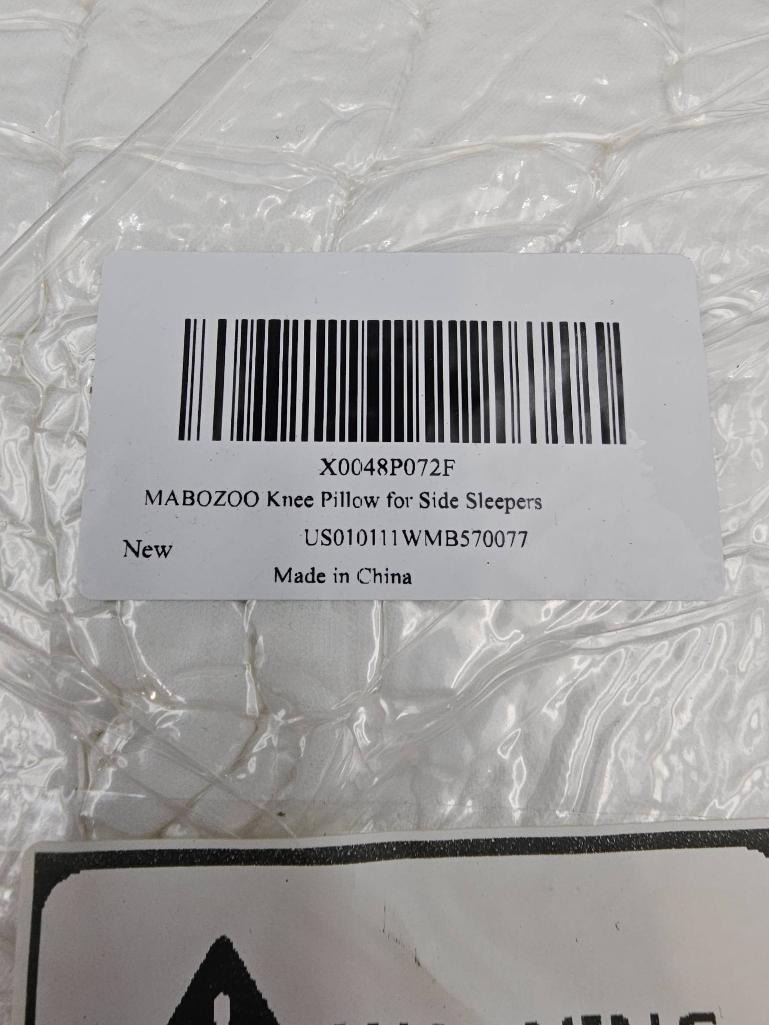 X0048P072F
MABOZOO Knee Pillow for Side Sleepers
US010111WMB570077
New
Made in China